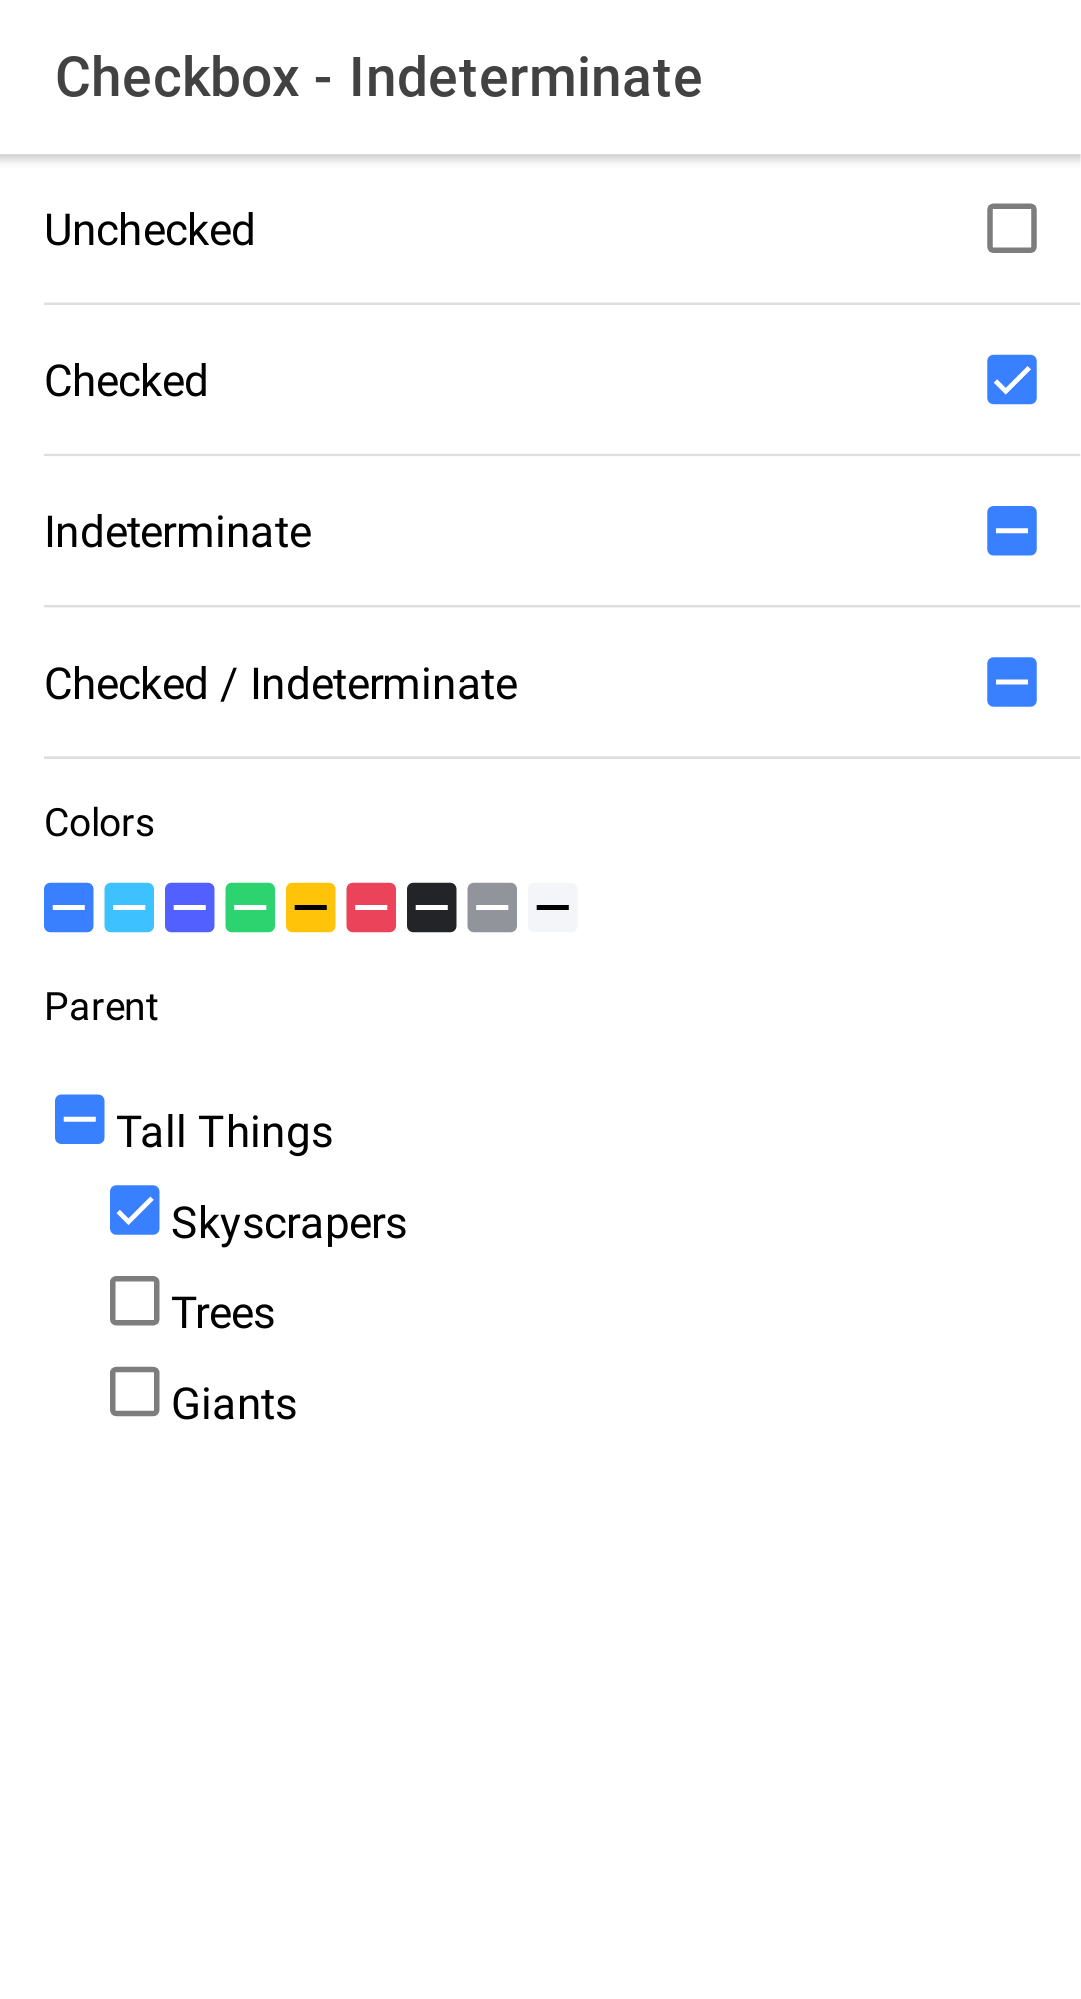 Checkbox - Indeterminate
Unchecked
Checked
Indeterminate
Checked / Indeterminate
Colors
Parent
Tall Things
Skyscrapers
Trees
Giants